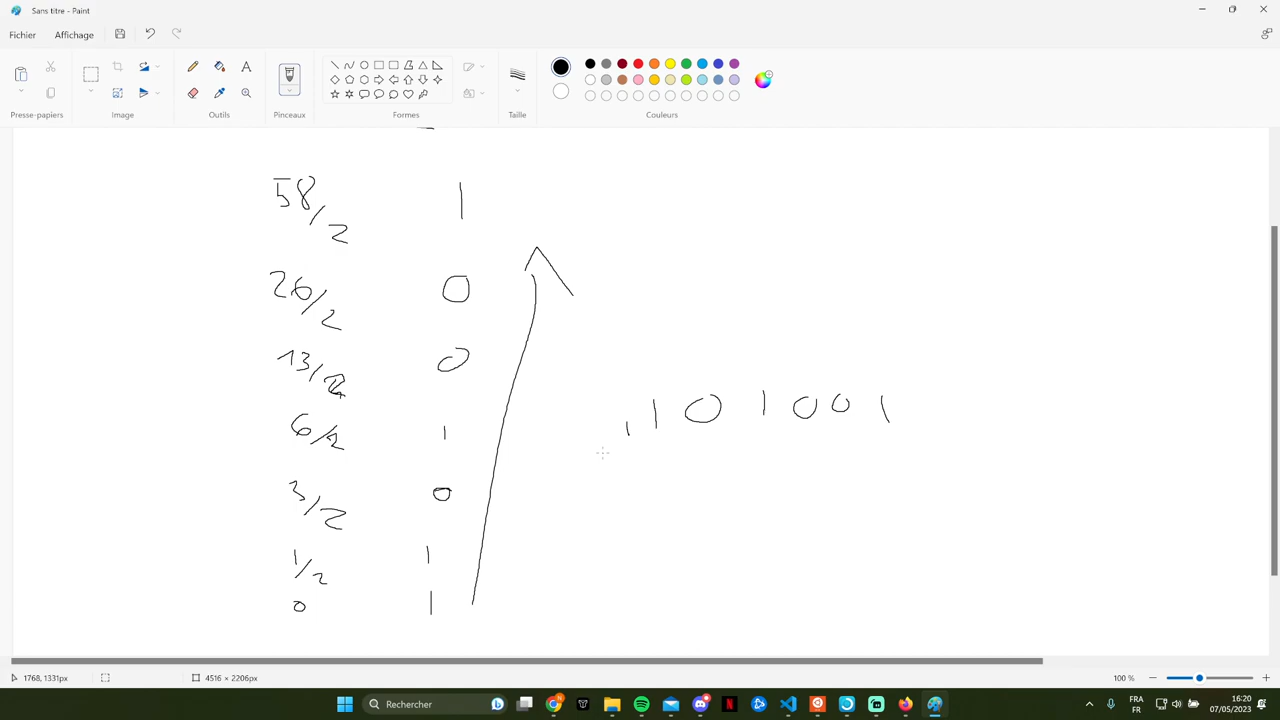 Sans titre - Paint
Fichier Affichage
Presse-papiers Image Outils Pinceaux Formes Taille Couleurs
58/2 1
26/2 0
13/2 0
6/2 1
3/2 0
1/2 1
0 1
1 1 0 1 0 0 1
1768, 1331px 4516 × 2206px 100 %
Rechercher
FRA
FR
16:20
07/05/2023